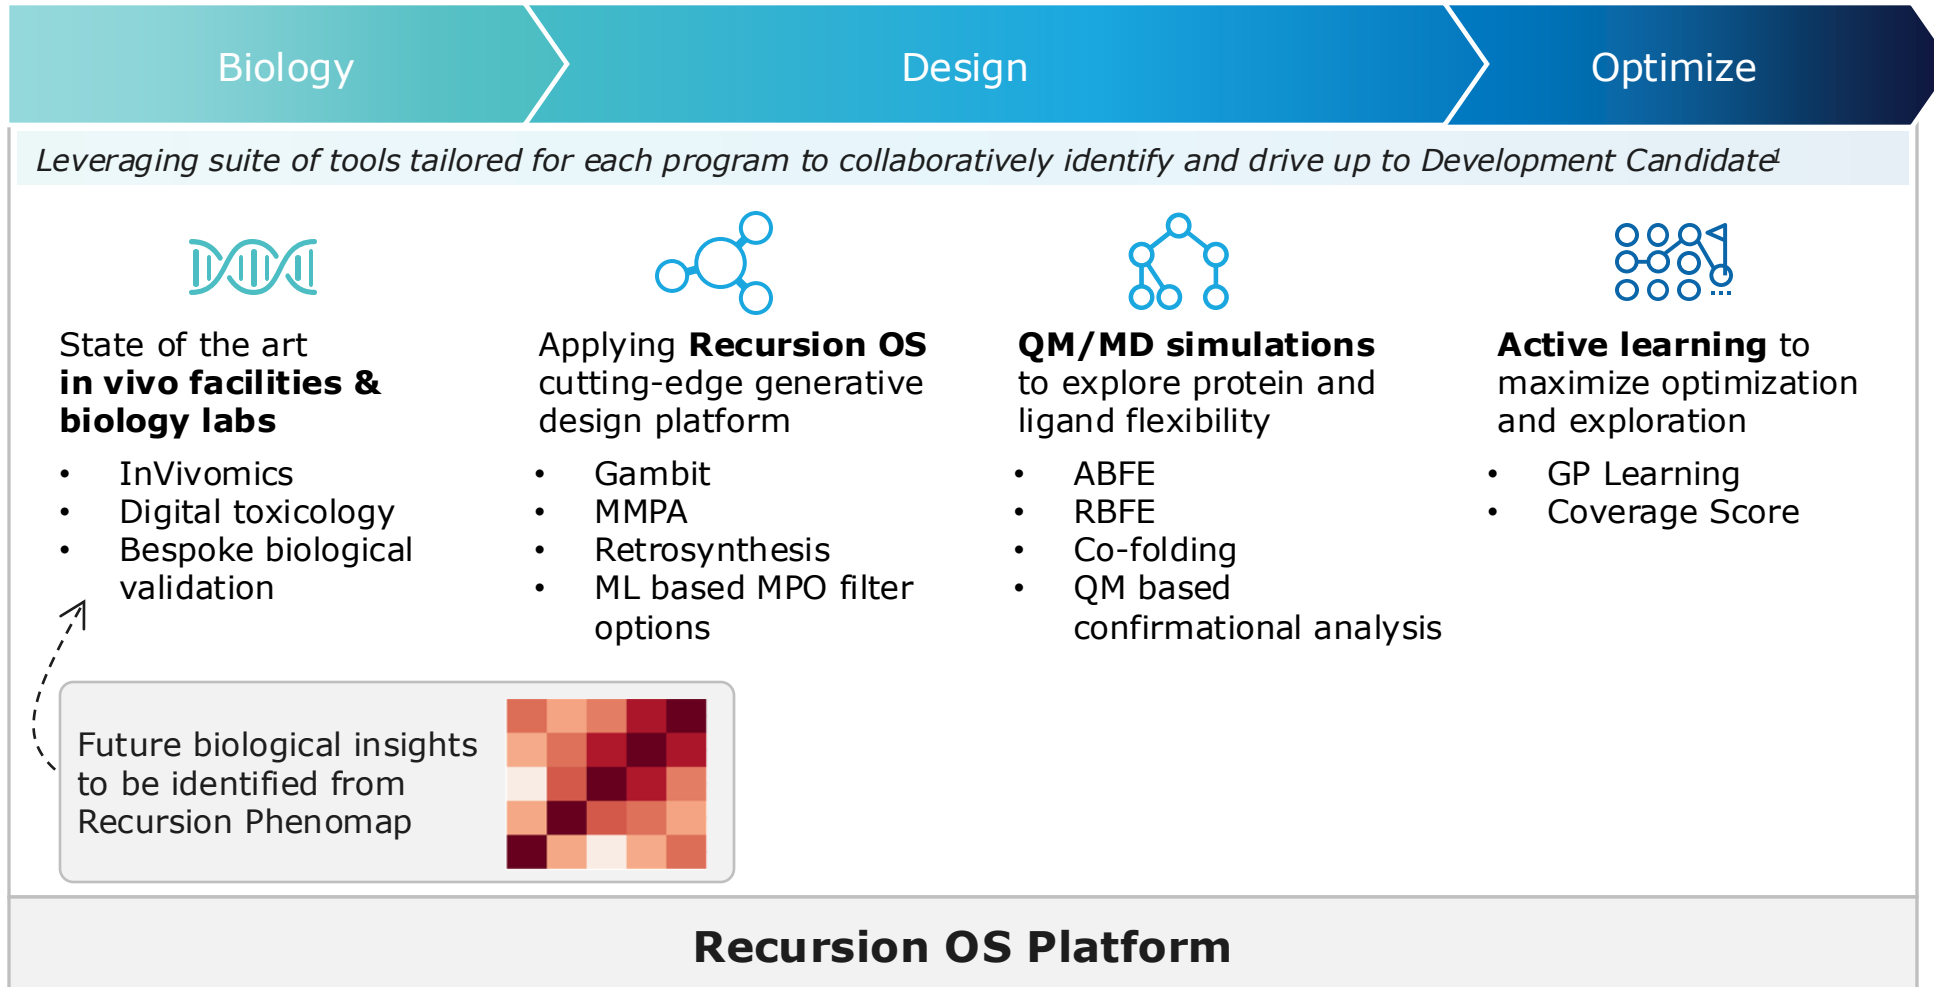 Biology
Design
Optimize
Leveraging suite of tools tailored for each program to collaboratively identify and drive up to Development Candidate¹
State of the art
in vivo facilities &
biology labs
• InVivomics
• Digital toxicology
• Bespoke biological
validation
Applying Recursion OS
cutting-edge generative
design platform
• Gambit
• MMPA
• Retrosynthesis
• ML based MPO filter
options
QM/MD simulations
to explore protein and
ligand flexibility
• ABFE
• RBFE
• Co-folding
• QM based
confirmational analysis
Active learning to
maximize optimization
and exploration
• GP Learning
• Coverage Score
Future biological insights
to be identified from
Recursion Phenomap
Recursion OS Platform